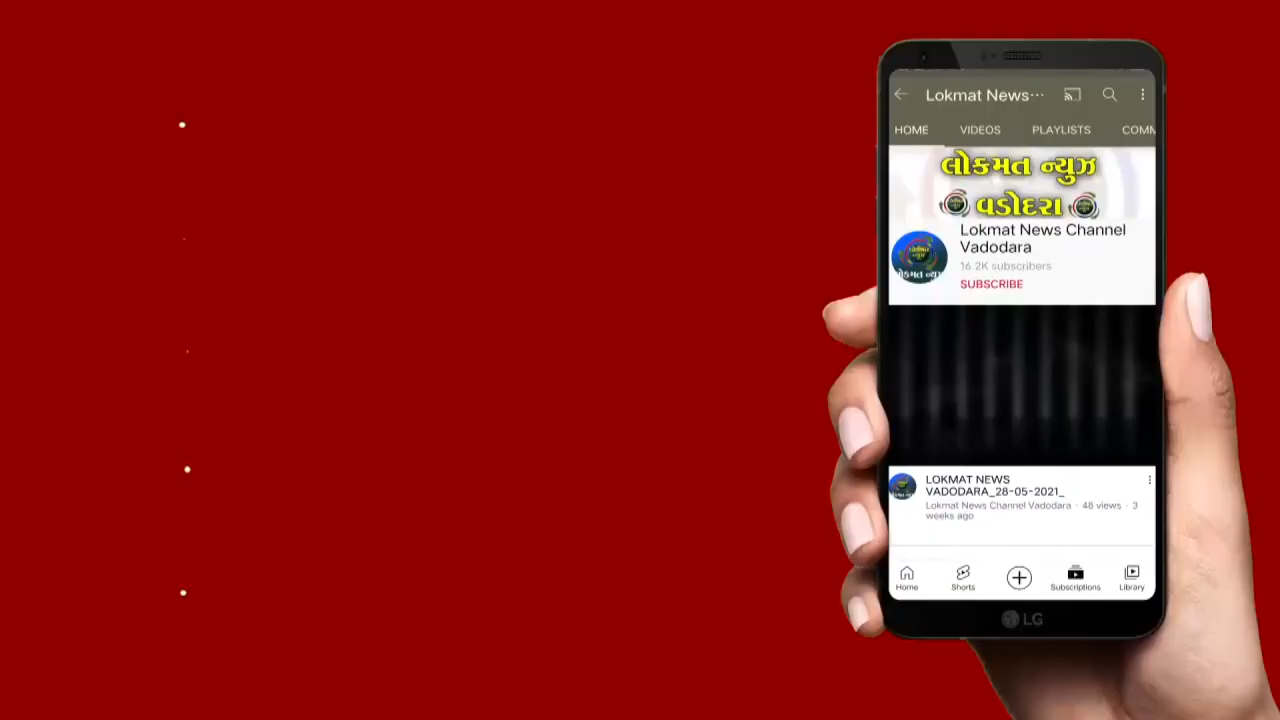 Lokmat News···
HOME VIDEOS PLAYLISTS COMM
લોકમત ન્યુઝ
વડોદરા
Lokmat News Channel
Vadodara
16.2K subscribers
SUBSCRIBE
LOKMAT NEWS
VADODARA_28-05-2021_
Lokmat News Channel Vadodara · 48 views · 3
weeks ago
Home Shorts Subscriptions Library
LG